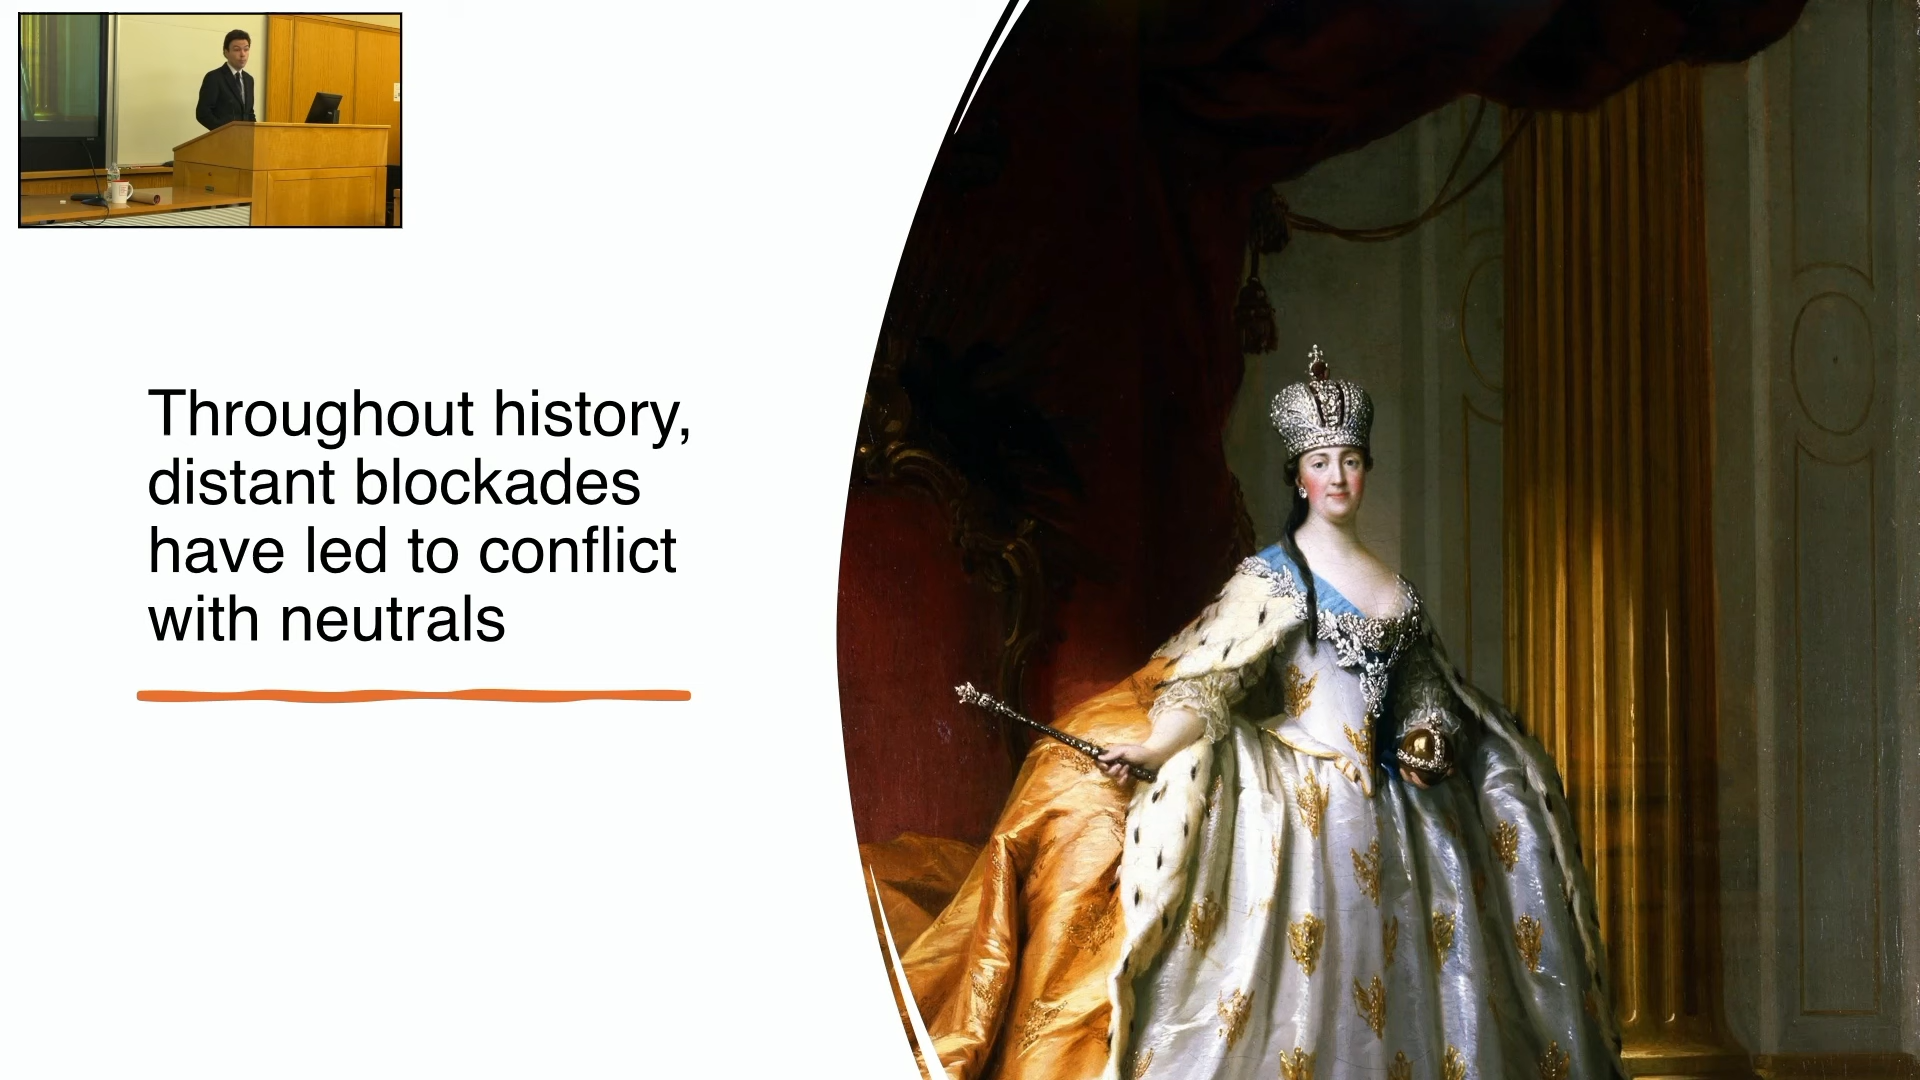 Throughout history,
distant blockades
have led to conflict
with neutrals